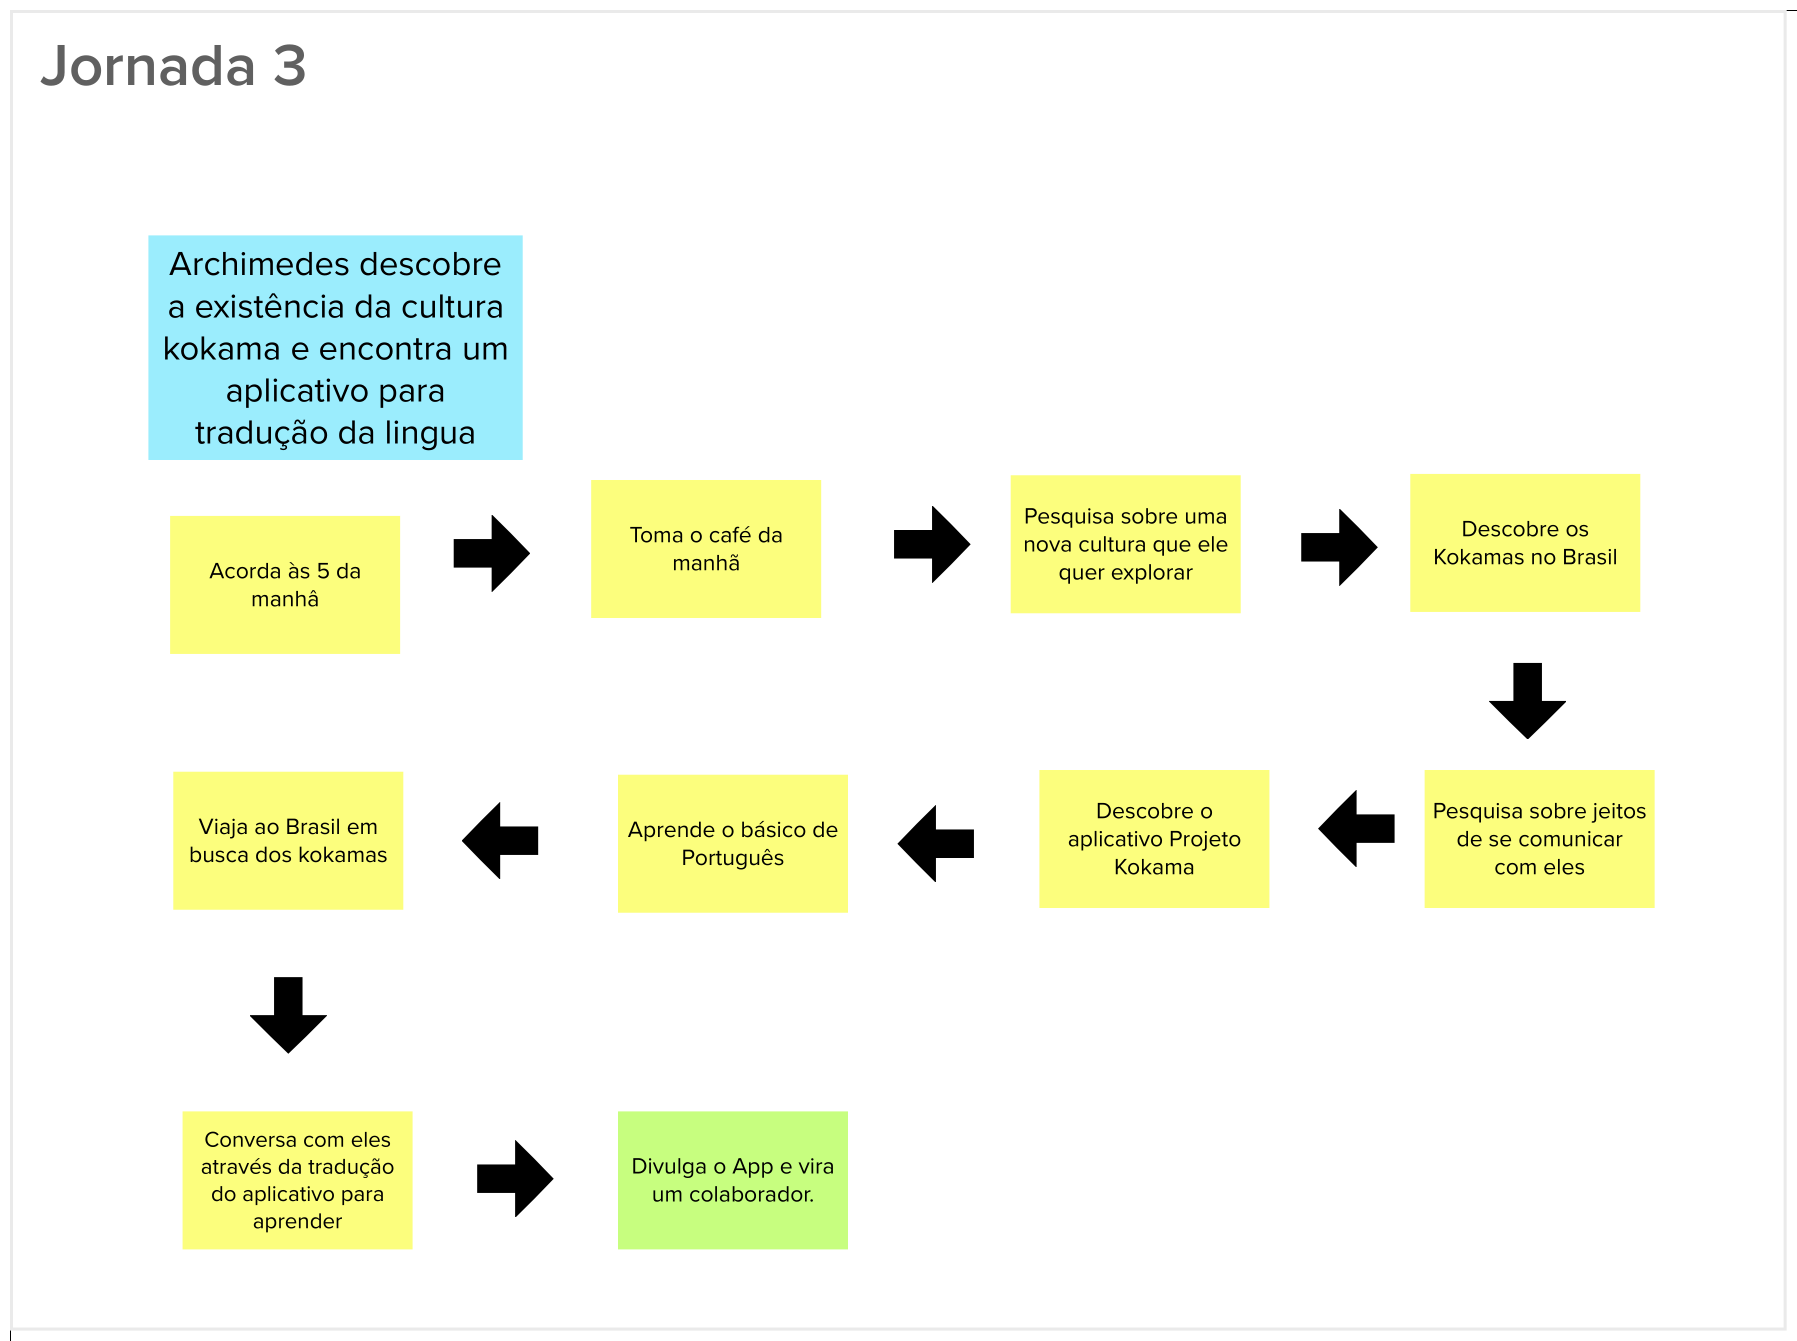 Jornada 3
Archimedes descobre
a existência da cultura
kokama e encontra um
aplicativo para
tradução da lingua
Acorda às 5 da
manhâ
Toma o café da
manhã
Pesquisa sobre uma
nova cultura que ele
quer explorar
Descobre os
Kokamas no Brasil
Pesquisa sobre jeitos
de se comunicar
com eles
Descobre o
aplicativo Projeto
Kokama
Aprende o básico de
Português
Viaja ao Brasil em
busca dos kokamas
Conversa com eles
através da tradução
do aplicativo para
aprender
Divulga o App e vira
um colaborador.